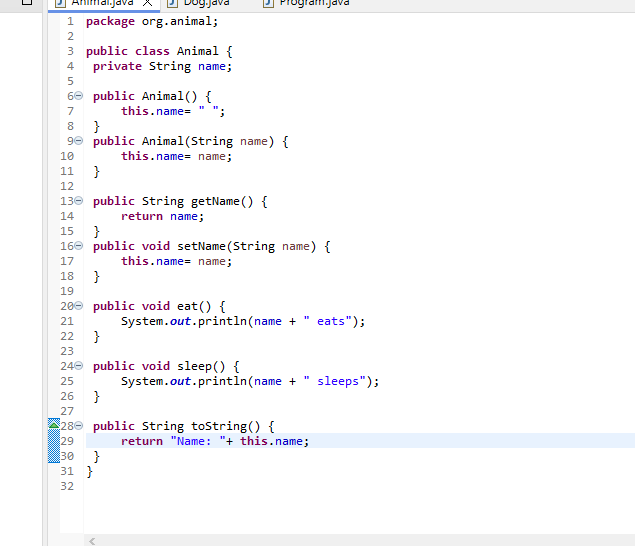 Animal.java Dog.java Program.java
1 package org.animal;
2
3 public class Animal {
4 private String name;
5
6 public Animal() {
7 this.name= " ";
8 }
9 public Animal(String name) {
10 this.name= name;
11 }
12
13 public String getName() {
14 return name;
15 }
16 public void setName(String name) {
17 this.name= name;
18 }
19
20 public void eat() {
21 System.out.println(name + " eats");
22 }
23
24 public void sleep() {
25 System.out.println(name + " sleeps");
26 }
27
28 public String toString() {
29 return "Name: "+ this.name;
30 }
31 }
32